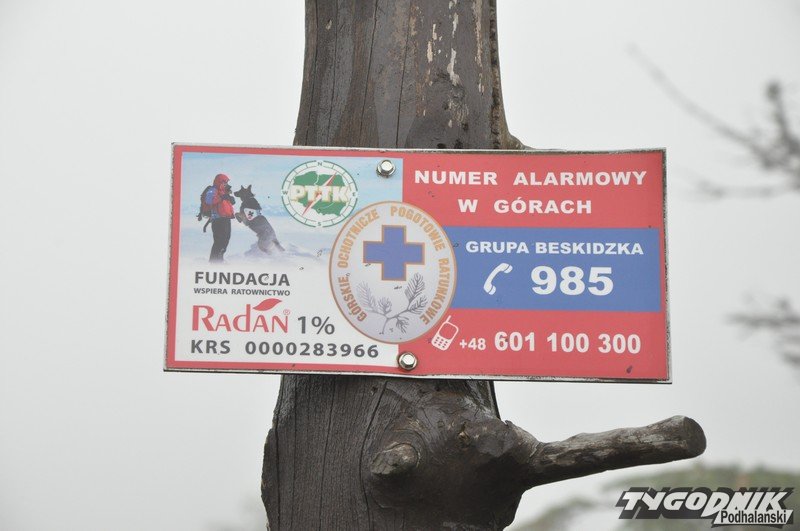 NUMER ALARMOWY
W GÓRACH
GRUPA BESKIDZKA
985
+48 601 100 300
PTTK
N
E
S
W
GÓRSKIE OCHOTNICZE POGOTOWIE RATUNKOWE
FUNDACJA
WSPIERA RATOWNICTWO
RADAN® 1%
KRS 0000283966
TYGODNIK
Podhalański